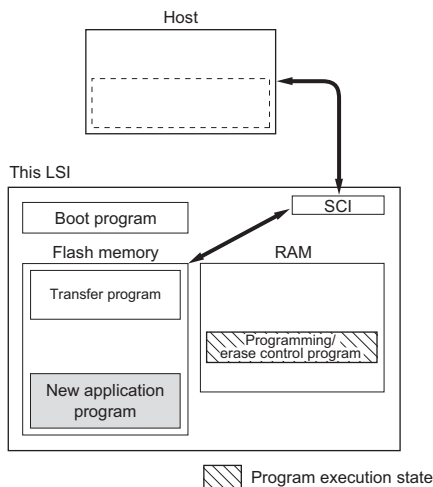 Host
This LSI
SCI
Boot program
Flash memory
RAM
Transfer program
Programming/
erase control program
New application
program
Program execution state